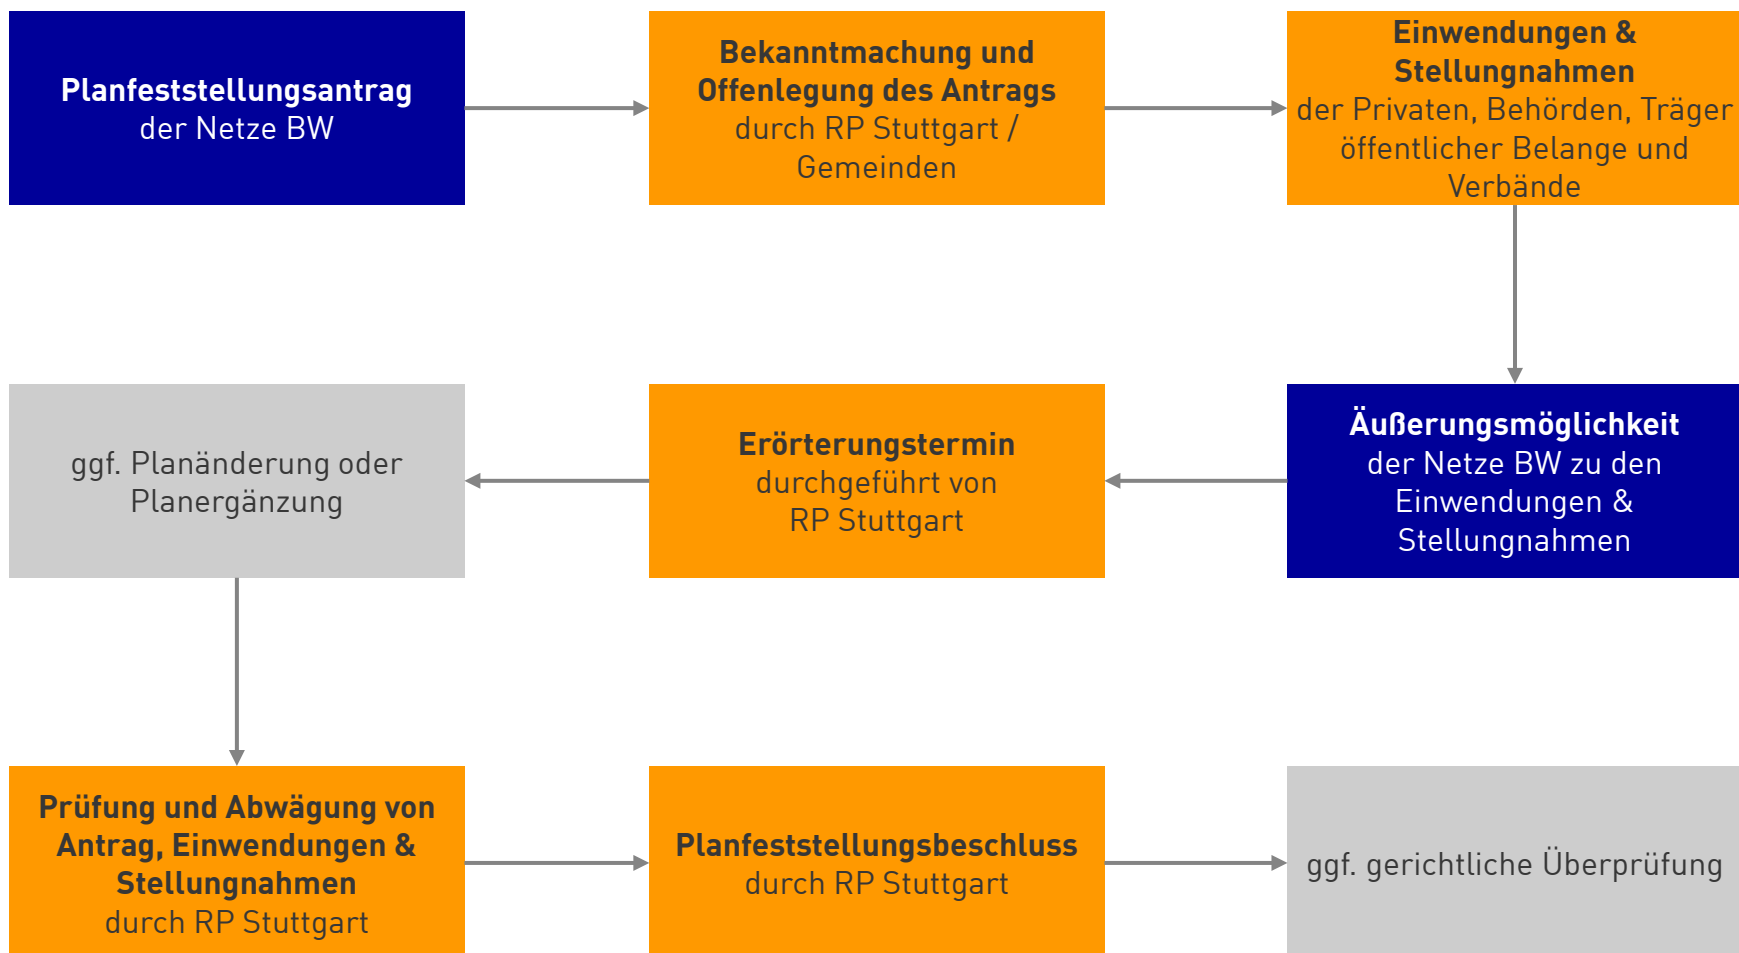 Planfeststellungsantrag
der Netze BW
Bekanntmachung und
Offenlegung des Antrags
durch RP Stuttgart /
Gemeinden
Einwendungen &
Stellungnahmen
der Privaten, Behörden, Träger
öffentlicher Belange und
Verbände
Äußerungsmöglichkeit
der Netze BW zu den
Einwendungen &
Stellungnahmen
Erörterungstermin
durchgeführt von
RP Stuttgart
ggf. Planänderung oder
Planergänzung
Prüfung und Abwägung von
Antrag, Einwendungen &
Stellungnahmen
durch RP Stuttgart
Planfeststellungsbeschluss
durch RP Stuttgart
ggf. gerichtliche Überprüfung